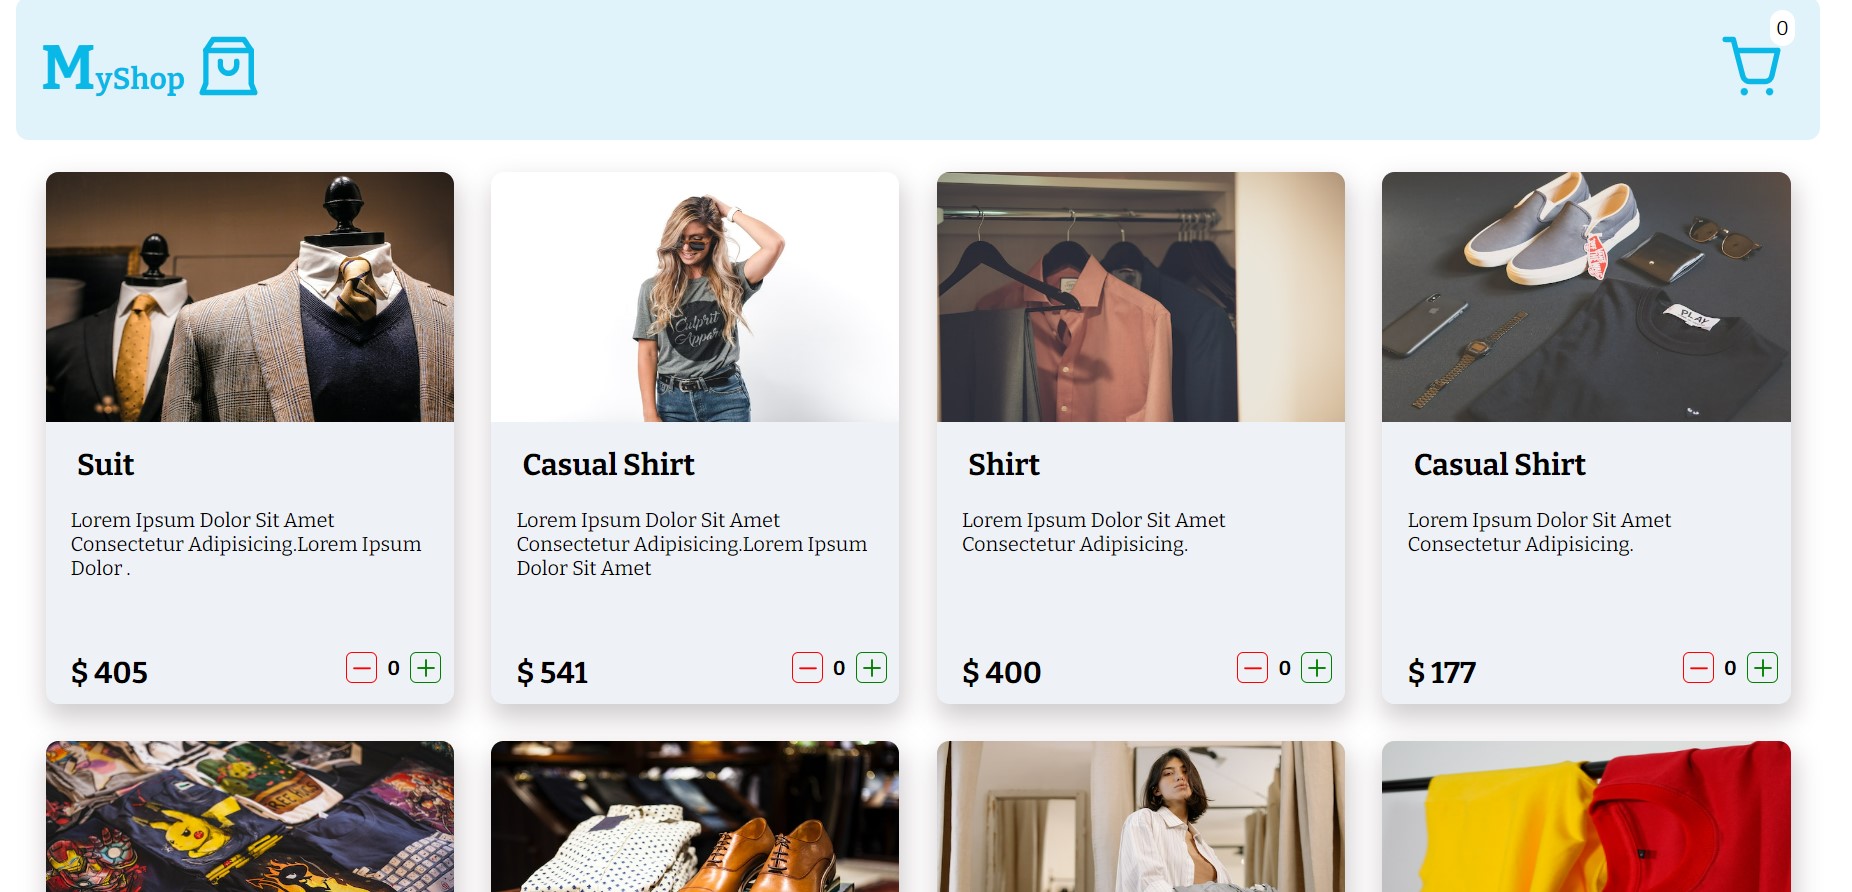 MyShop
0
Culprit
PLAY
Suit
Lorem Ipsum Dolor Sit Amet
Consectetur Adipisicing.Lorem Ipsum
Dolor .
$ 405
0
Casual Shirt
Lorem Ipsum Dolor Sit Amet
Consectetur Adipisicing.Lorem Ipsum
Dolor Sit Amet
$ 541
0
Shirt
Lorem Ipsum Dolor Sit Amet
Consectetur Adipisicing.
$ 400
0
Casual Shirt
Lorem Ipsum Dolor Sit Amet
Consectetur Adipisicing.
$ 177
0